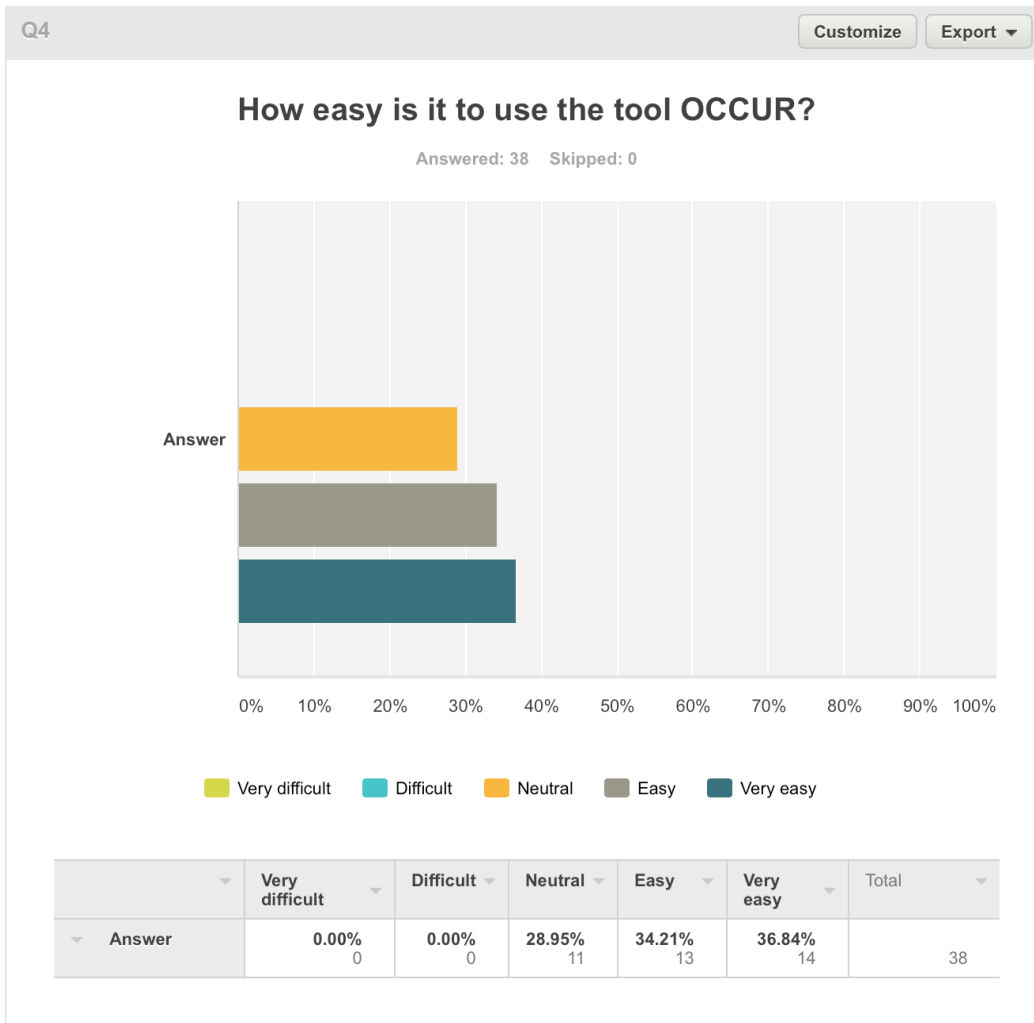 Q4
Customize
Export
How easy is it to use the tool OCCUR?
Answered: 38 Skipped: 0
Answer
0% 10% 20% 30% 40% 50% 60% 70% 80% 90% 100%
Very difficult Difficult Neutral Easy Very easy
Very difficult Difficult Neutral Easy Very easy Total
Answer 0.00% 0.00% 28.95% 34.21% 36.84%
0 0 11 13 14 38